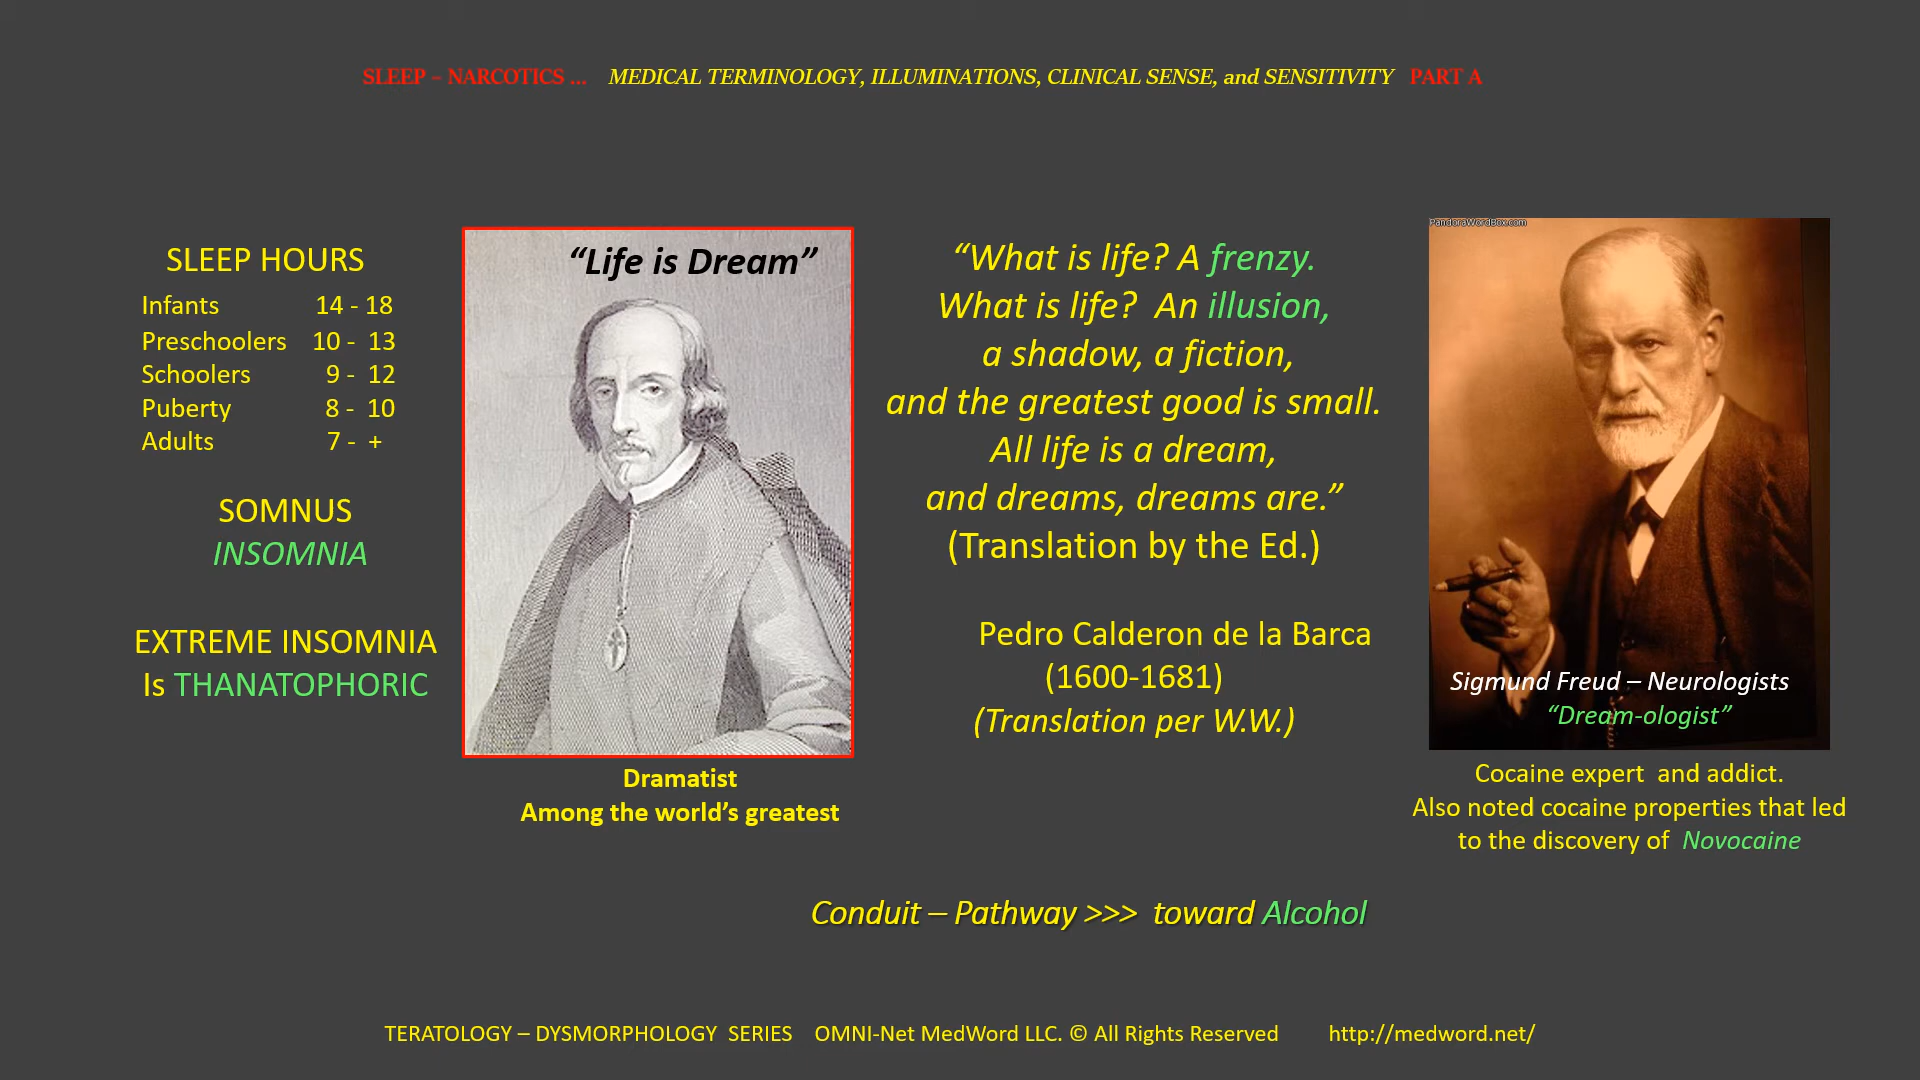 SLEEP – NARCOTICS ... MEDICAL TERMINOLOGY, ILLUMINATIONS, CLINICAL SENSE, and SENSITIVITY PART A
SLEEP HOURS
Infants 14 - 18
Preschoolers 10 - 13
Schoolers 9 - 12
Puberty 8 - 10
Adults 7 - +
SOMNUS
INSOMNIA
EXTREME INSOMNIA
Is THANATOPHORIC
“Life is Dream”
Dramatist
Among the world’s greatest
“What is life? A frenzy.
What is life? An illusion,
a shadow, a fiction,
and the greatest good is small.
All life is a dream,
and dreams, dreams are.”
(Translation by the Ed.)
Pedro Calderon de la Barca
(1600-1681)
(Translation per W.W.)
PandoraWordBox.com
Sigmund Freud – Neurologists
“Dream-ologist”
Cocaine expert and addict.
Also noted cocaine properties that led
to the discovery of Novocaine
Conduit – Pathway >>> toward Alcohol
TERATOLOGY – DYSMORPHOLOGY SERIES OMNI-Net MedWord LLC. © All Rights Reserved http://medword.net/